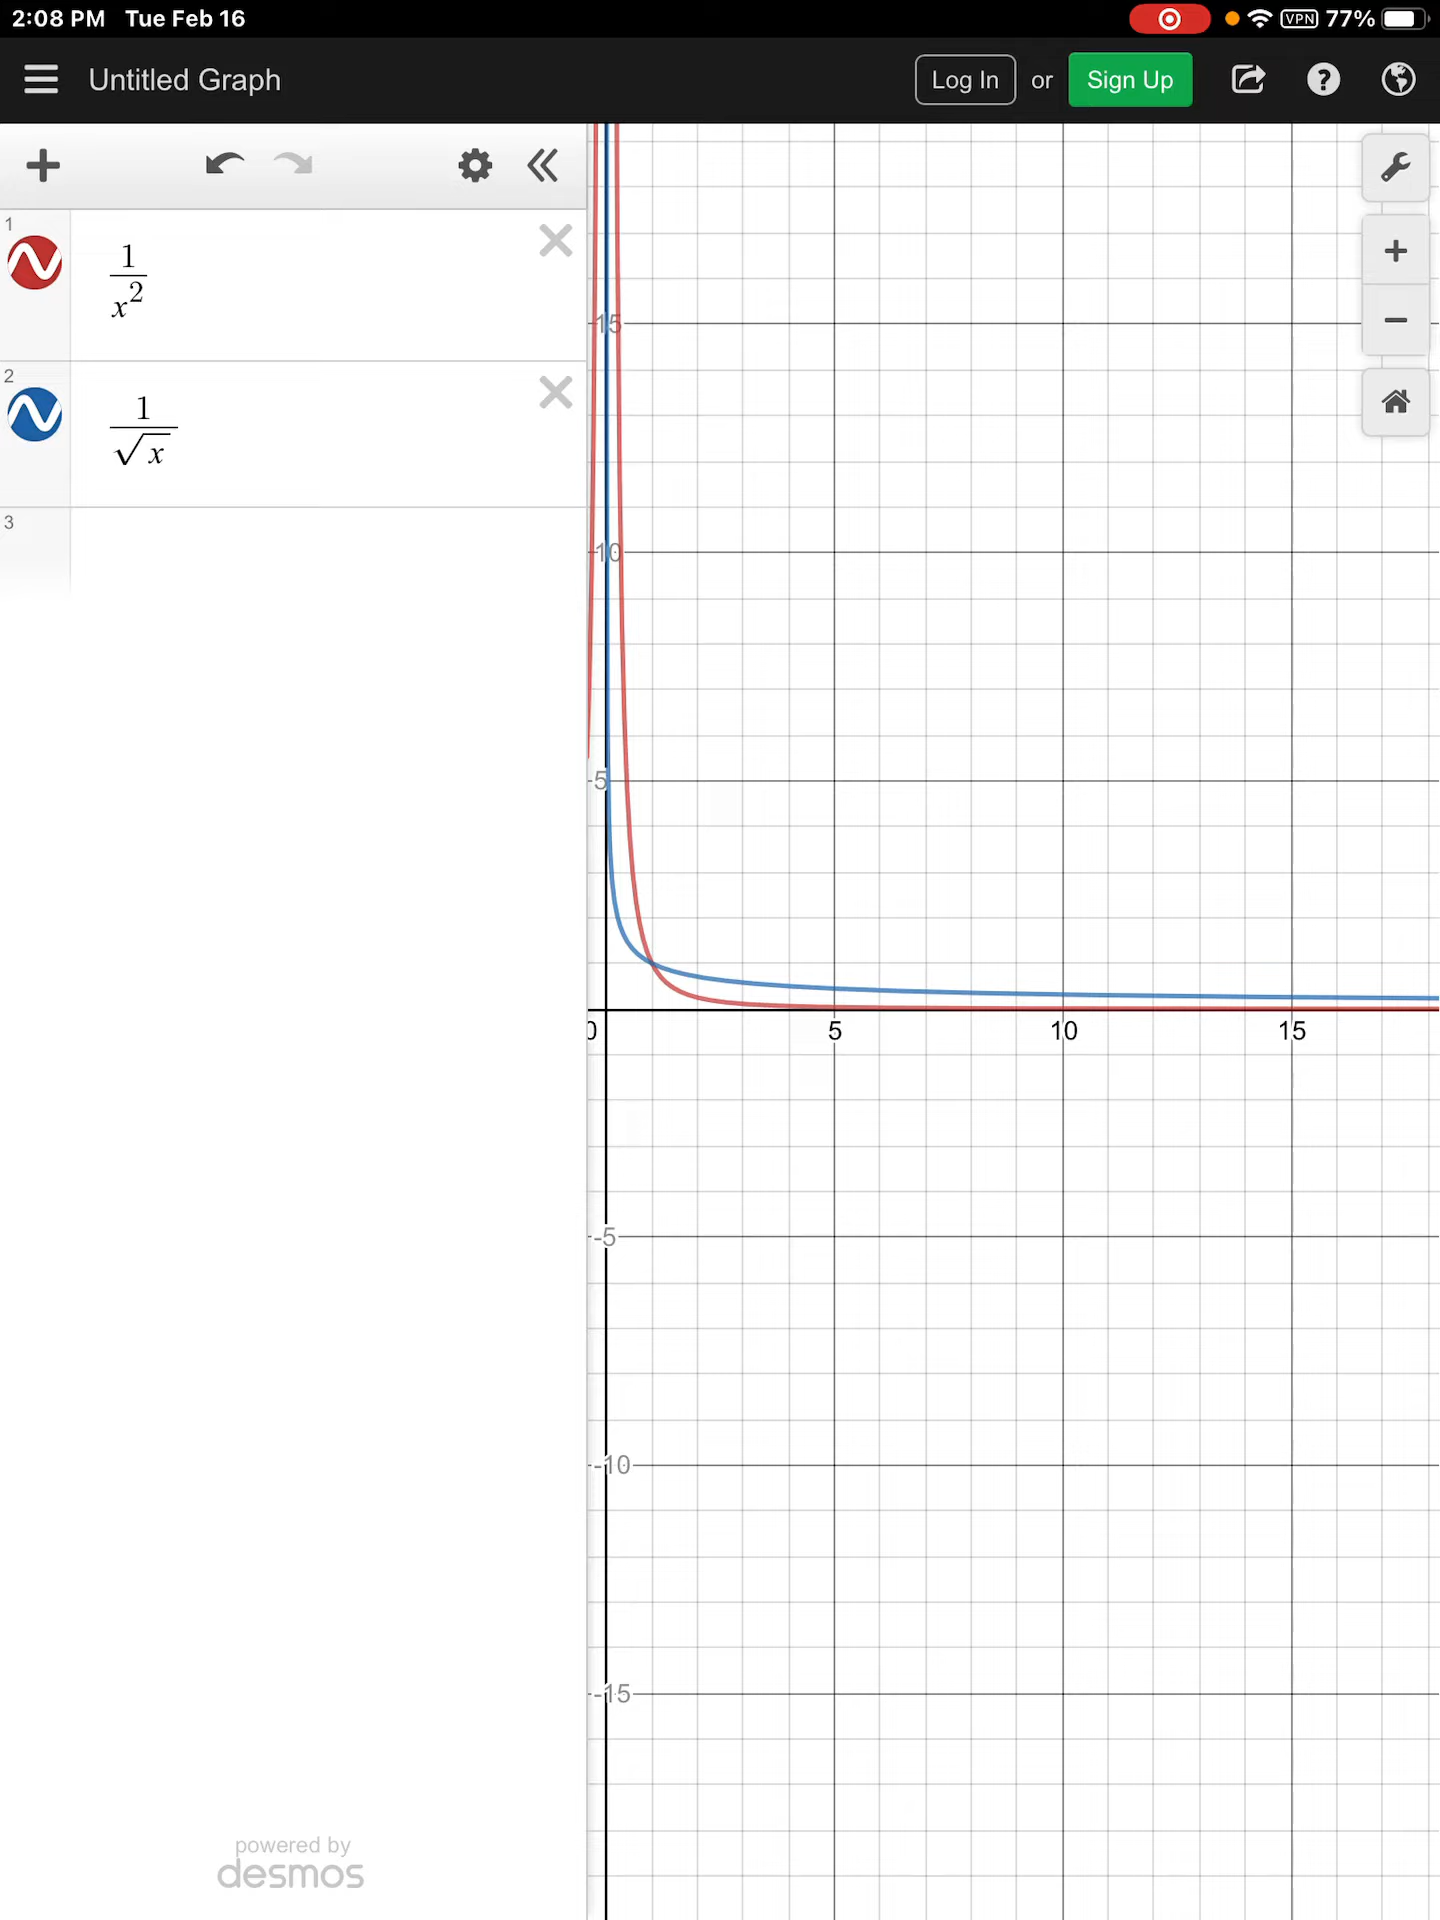 2:08 PM Tue Feb 16 VPN 77%
Untitled Graph Log In or Sign Up
1
1
x²
2
1
√x
3
15
10
5
0 5 10 15
-5
-10
-15
powered by
desmos